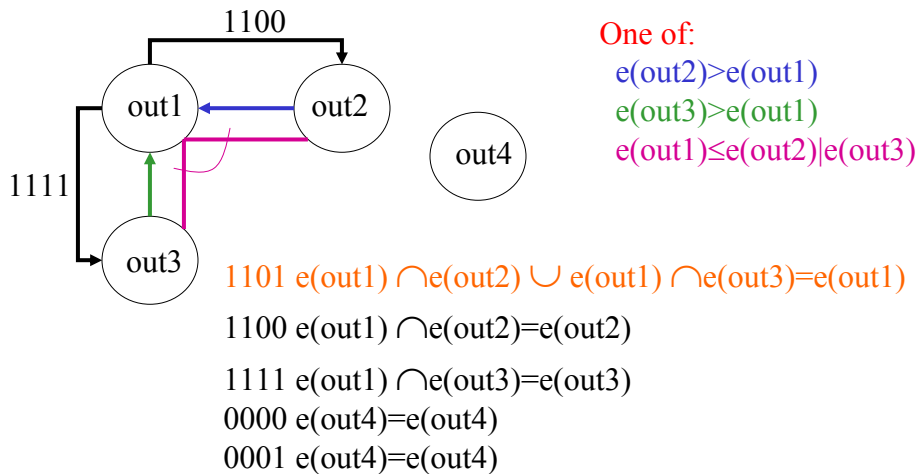 1100
One of:
e(out2)>e(out1)
e(out3)>e(out1)
e(out1)≤e(out2)|e(out3)
out1
out2
out4
1111
out3
1101 e(out1) ∩e(out2) ∪ e(out1) ∩e(out3)=e(out1)
1100 e(out1) ∩e(out2)=e(out2)
1111 e(out1) ∩e(out3)=e(out3)
0000 e(out4)=e(out4)
0001 e(out4)=e(out4)